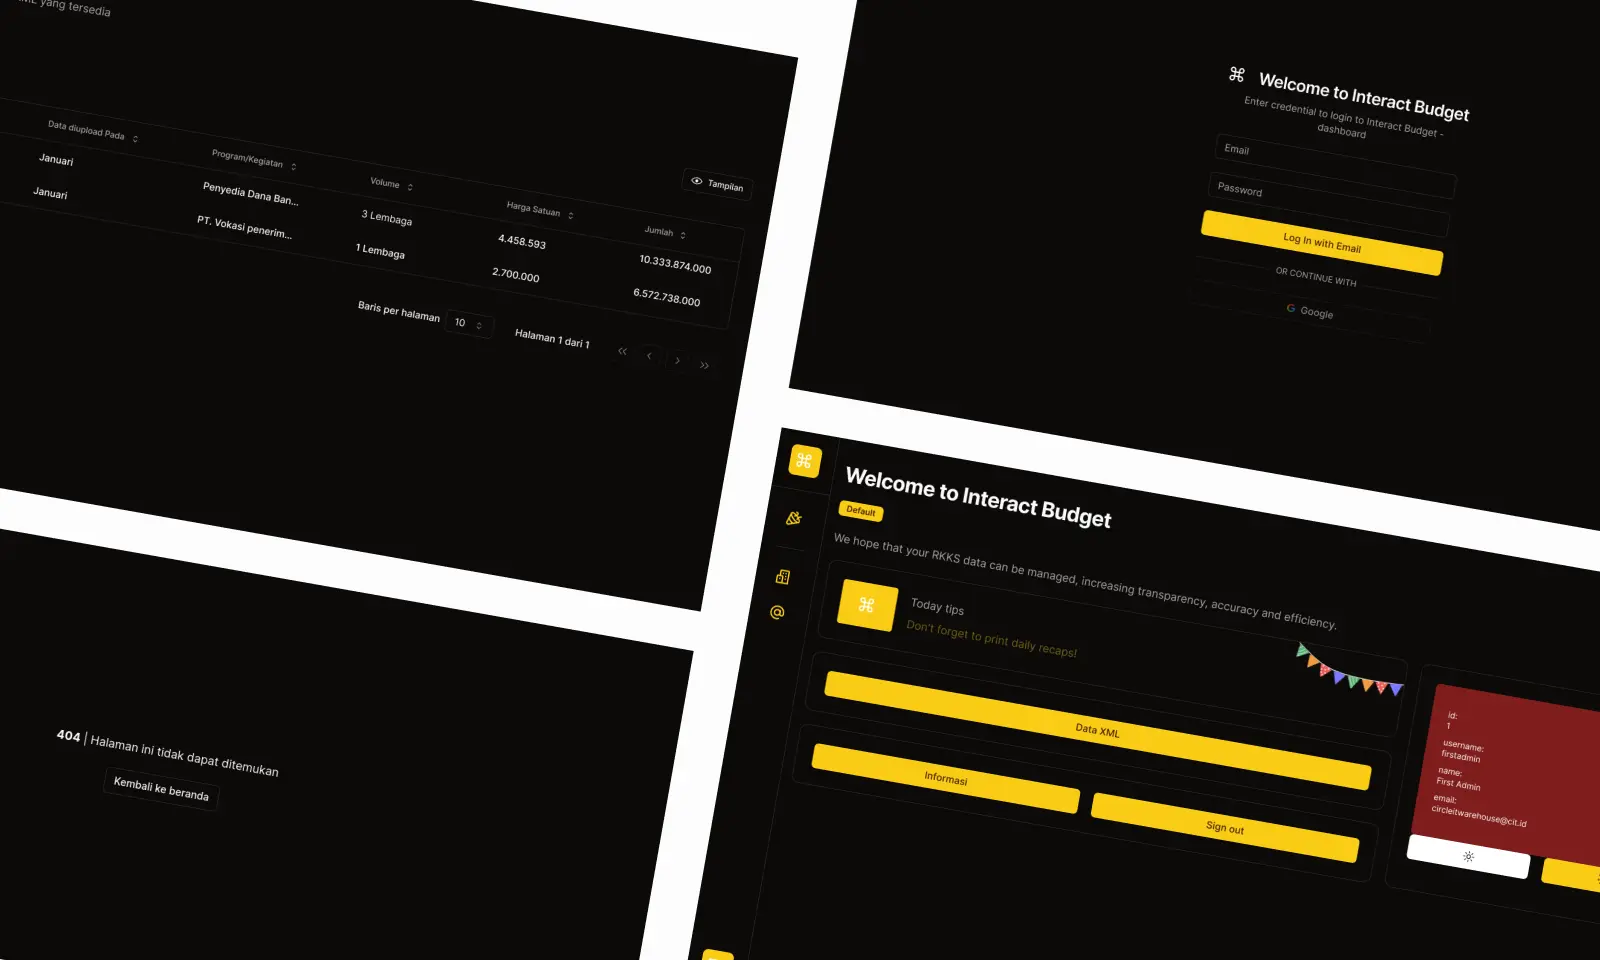 yang tersedia
Tampilan
Data diupload Pada
Program/Kegiatan
Volume
Harga Satuan
Jumlah
Januari
Penyedia Dana Ban...
3 Lembaga
4.458.593
10.333.874.000
Januari
PT. Vokasi penerim...
1 Lembaga
2.700.000
6.572.738.000
Baris per halaman
10
Halaman 1 dari 1
Welcome to Interact Budget
Enter credential to login to Interact Budget -
dashboard
Email
Password
Log In with Email
OR CONTINUE WITH
Google
404 | Halaman ini tidak dapat ditemukan
Kembali ke beranda
Welcome to Interact Budget
Default
We hope that your RKKS data can be managed, increasing transparency, accuracy and efficiency.
Today tips
Don't forget to print daily recaps!
Data XML
Informasi
Sign out
id:
1
username:
firstadmin
name:
First Admin
email:
circleitwarehouse@cit.id